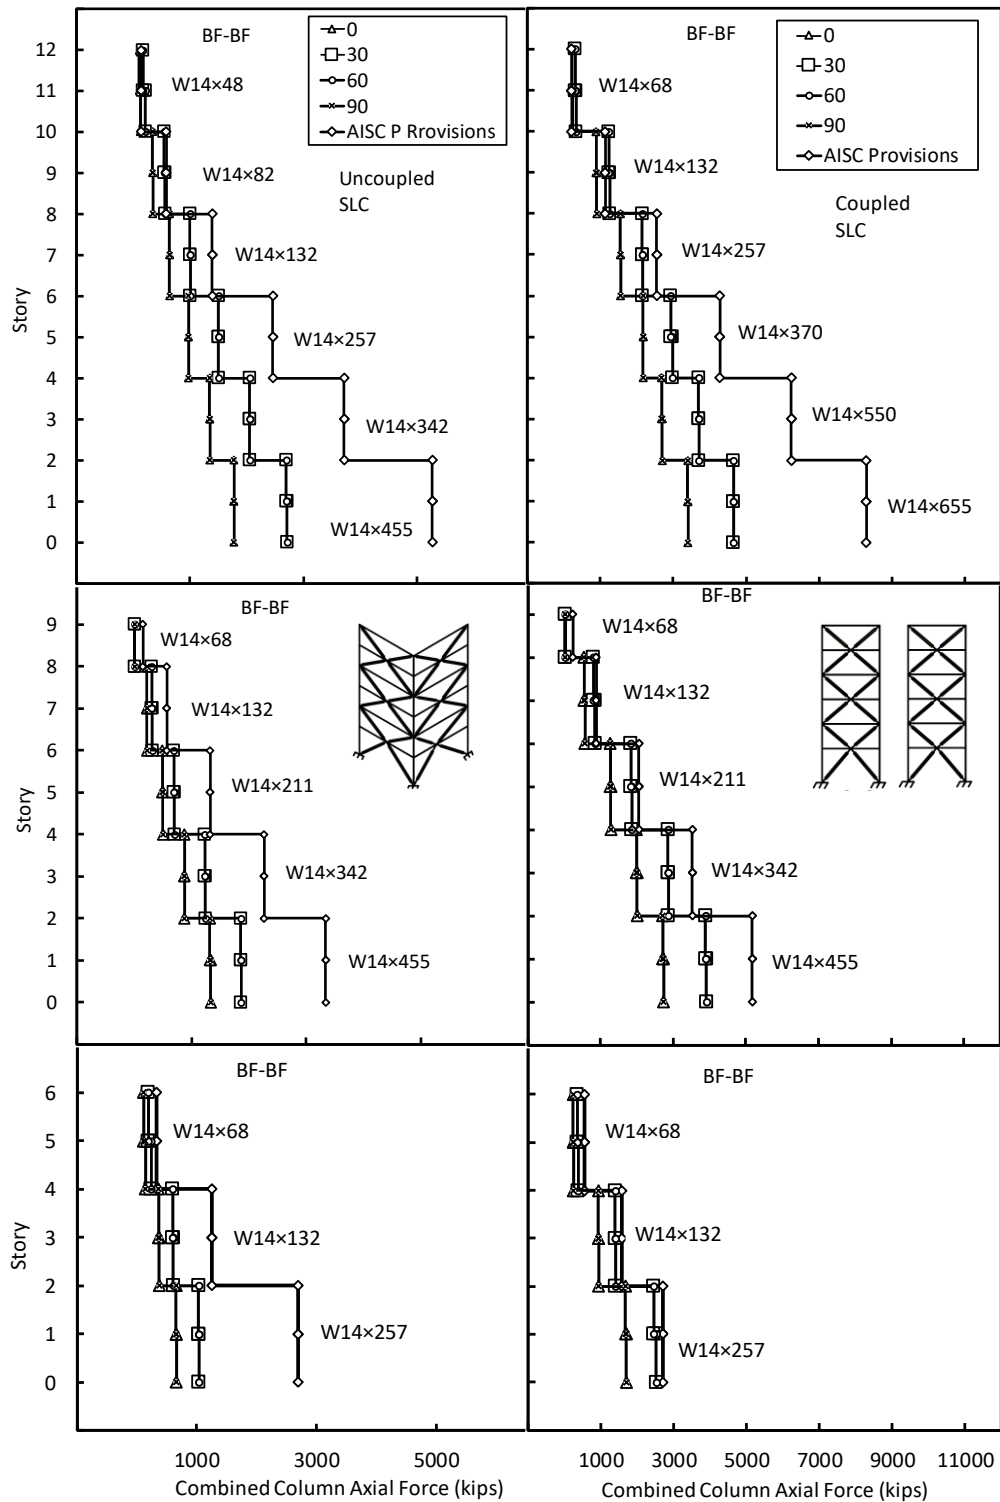 BF-BF
0
30
60
90
AISC P Rrovisions
12
11
10
9
8
7
6
5
4
3
2
1
0
Story
W14×48
W14×82
W14×132
W14×257
W14×342
W14×455
Uncoupled
SLC
BF-BF
0
30
60
90
AISC Provisions
W14×68
W14×132
W14×257
W14×370
W14×550
W14×655
Coupled
SLC
BF-BF
9
8
7
6
5
4
3
2
1
0
Story
W14×68
W14×132
W14×211
W14×342
W14×455
BF-BF
W14×68
W14×132
W14×211
W14×342
W14×455
BF-BF
6
5
4
3
2
1
0
Story
W14×68
W14×132
W14×257
BF-BF
W14×68
W14×132
W14×257
1000 3000 5000
Combined Column Axial Force (kips)
1000 3000 5000 7000 9000 11000
Combined Column Axial Force (kips)